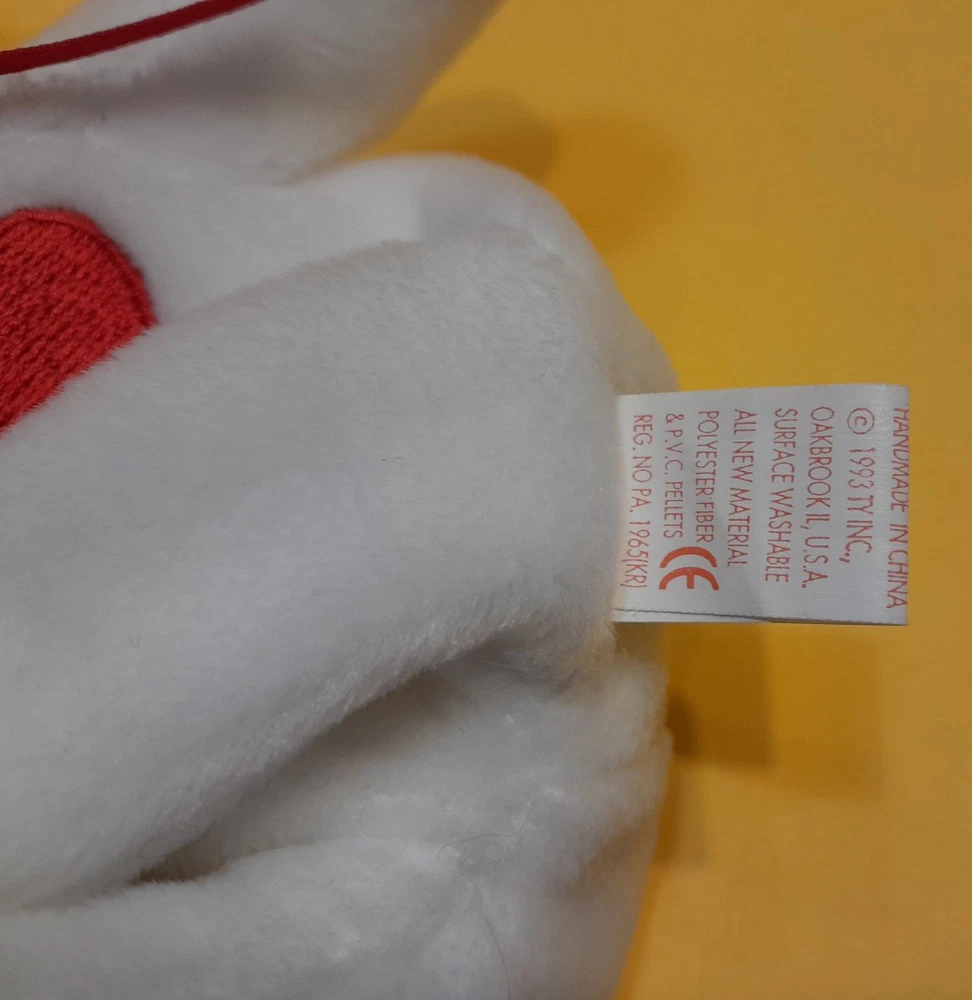 HANDMADE IN CHINA
© 1993 TY INC.,
OAKBROOK IL, U.S.A.
SURFACE WASHABLE
ALL NEW MATERIAL
POLYESTER FIBER
& P.V.C. PELLETS CE
REG. NO PA. 1965(KR)